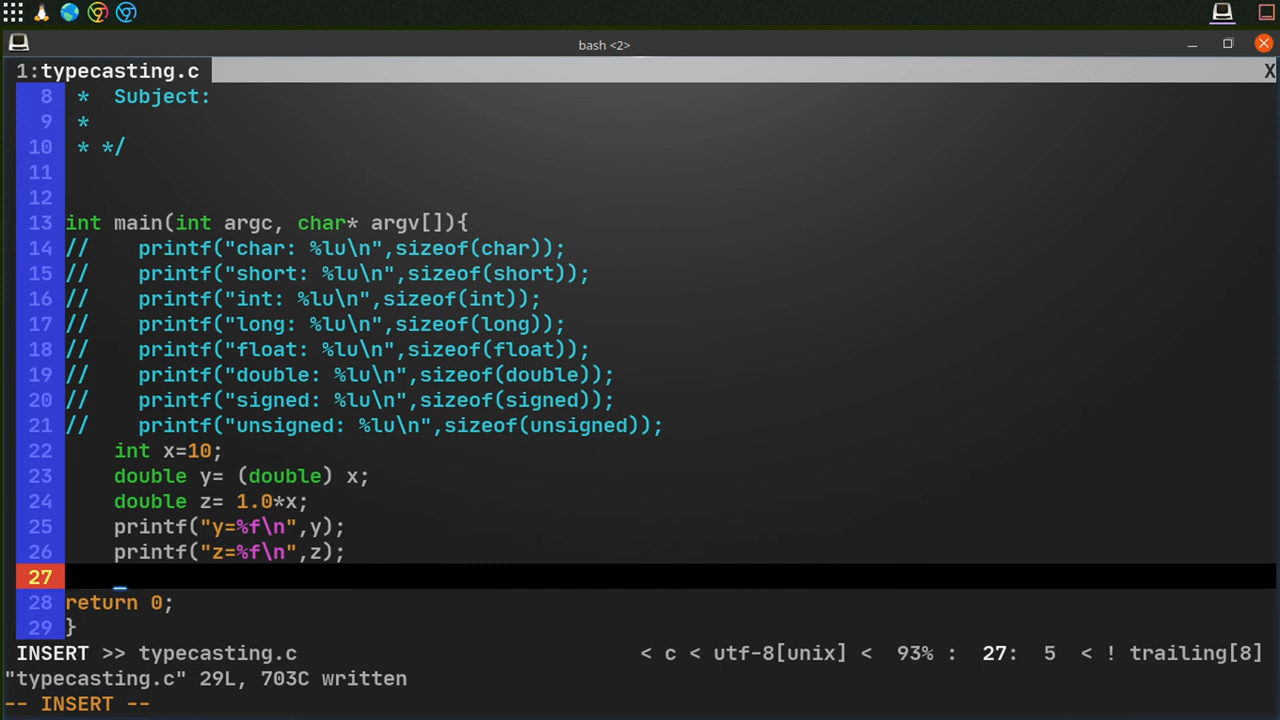 bash <2>
1:typecasting.c X
8 * Subject:
9 *
10 * */
11
12
13 int main(int argc, char* argv[]){
14 // printf("char: %lu\n",sizeof(char));
15 // printf("short: %lu\n",sizeof(short));
16 // printf("int: %lu\n",sizeof(int));
17 // printf("long: %lu\n",sizeof(long));
18 // printf("float: %lu\n",sizeof(float));
19 // printf("double: %lu\n",sizeof(double));
20 // printf("signed: %lu\n",sizeof(signed));
21 // printf("unsigned: %lu\n",sizeof(unsigned));
22 int x=10;
23 double y= (double) x;
24 double z= 1.0*x;
25 printf("y=%f\n",y);
26 printf("z=%f\n",z);
27
28 return 0;
29 }
INSERT >> typecasting.c < c < utf-8[unix] < 93% : 27: 5 < ! trailing[8]
"typecasting.c" 29L, 703C written
-- INSERT --